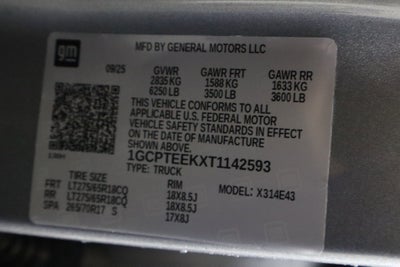 gm
MFD BY GENERAL MOTORS LLC
09/25 GVWR GAWR FRT GAWR RR
2835 KG 1588 KG 1633 KG
6250 LB 3500 LB 3600 LB
THIS VEHICLE CONFORMS TO ALL
APPLICABLE U.S. FEDERAL MOTOR
VEHICLE SAFETY STANDARDS IN EFFECT
ON THE DATE OF MANUFACTURE
SHOWN ABOVE.
1GCPTEEKXT1142593
TYPE: TRUCK
TIRE SIZE RIM MODEL: X314E43
FRT LT275/65R18CQ 18X8.5J
RR LT275/65R18CQ 18X8.5J
SPA 265/70R17 S 17X8J